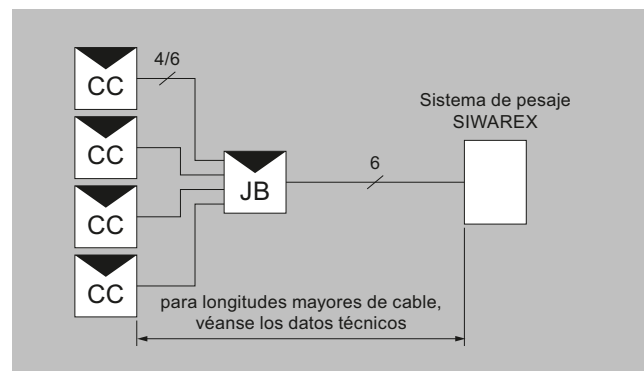 CC
4/6
Sistema de pesaje
SIWAREX
CC
6
JB
CC
CC
para longitudes mayores de cable,
véanse los datos técnicos